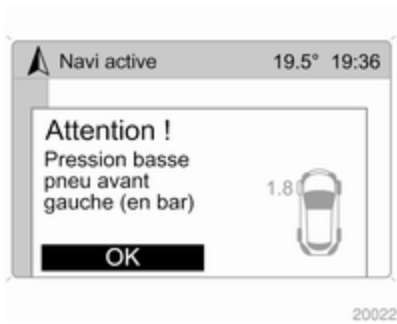 Navi active 19.5° 19:36
Attention !
Pression basse
pneu avant
gauche (en bar)
1.8
OK
20022